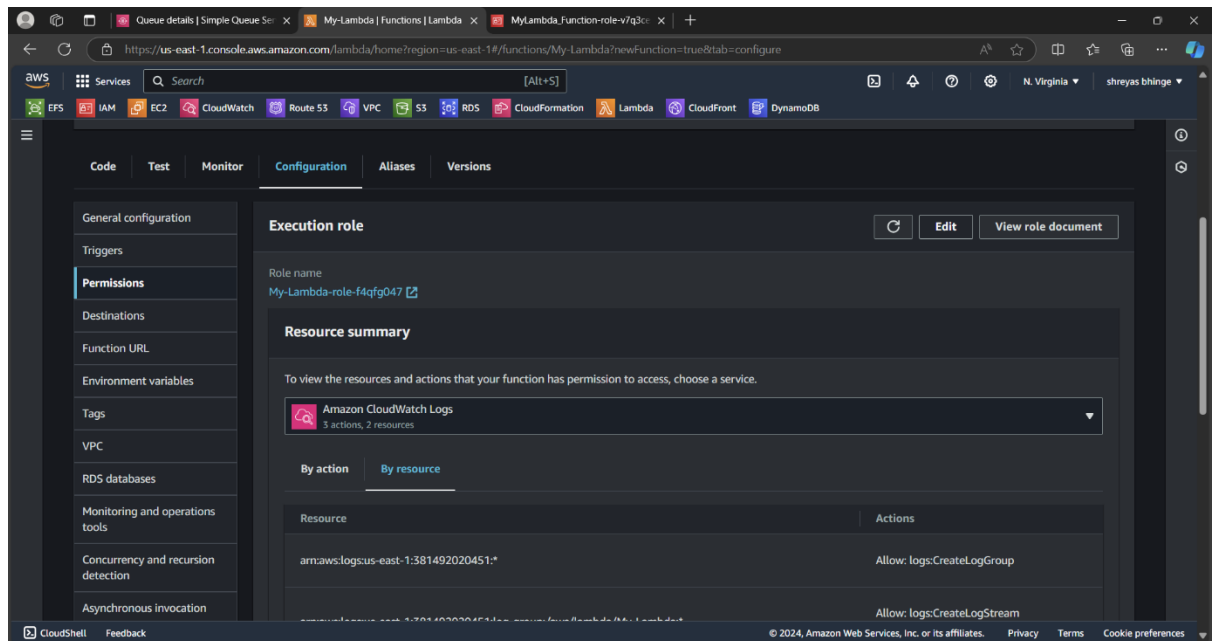 Queue details | Simple Queue Ser
My-Lambda | Functions | Lambda
MyLambda_Function-role-v7q3ce
https://us-east-1.console.aws.amazon.com/lambda/home?region=us-east-1#/functions/My-Lambda?newFunction=true&tab=configure
aws
Services
Search
[Alt+S]
N. Virginia
shreyas bhinge
EFS
IAM
EC2
CloudWatch
Route 53
VPC
S3
RDS
CloudFormation
Lambda
CloudFront
DynamoDB
Code
Test
Monitor
Configuration
Aliases
Versions
General configuration
Triggers
Permissions
Destinations
Function URL
Environment variables
Tags
VPC
RDS databases
Monitoring and operations
tools
Concurrency and recursion
detection
Asynchronous invocation
Execution role
Edit
View role document
Role name
My-Lambda-role-f4qfg047
Resource summary
To view the resources and actions that your function has permission to access, choose a service.
Amazon CloudWatch Logs
3 actions, 2 resources
By action
By resource
Resource
Actions
arn:aws:logs:us-east-1:381492020451:*
Allow: logs:CreateLogGroup
Allow: logs:CreateLogStream
CloudShell
Feedback
© 2024, Amazon Web Services, Inc. or its affiliates.
Privacy
Terms
Cookie preferences